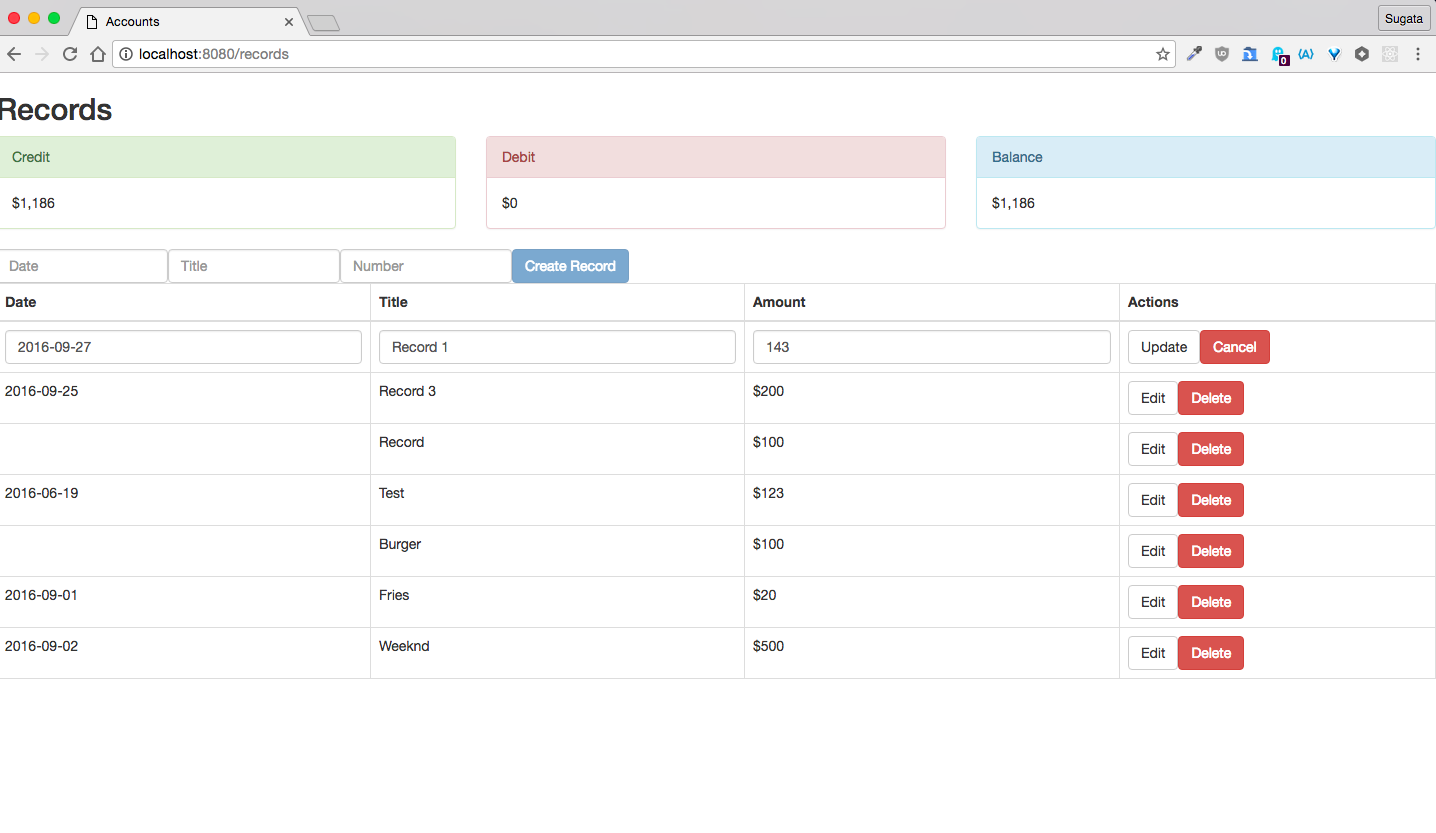 Accounts
Sugata
localhost:8080/records
0
Records
Credit Debit Balance
$1,186 $0 $1,186
Date Title Number Create Record
Date Title Amount Actions
2016-09-27 Record 1 143 Update Cancel
2016-09-25 Record 3 $200 Edit Delete
Record $100 Edit Delete
2016-06-19 Test $123 Edit Delete
Burger $100 Edit Delete
2016-09-01 Fries $20 Edit Delete
2016-09-02 Weeknd $500 Edit Delete